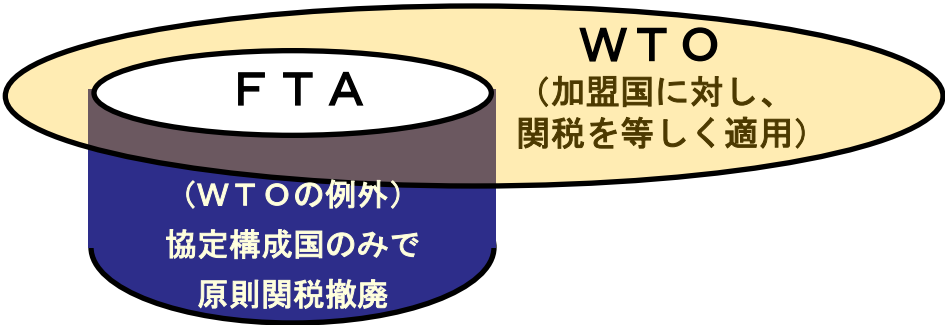 WTO
(加盟国に対し、
関税を等しく適用)
FTA
(WTOの例外)
協定構成国のみで
原則関税撤廃